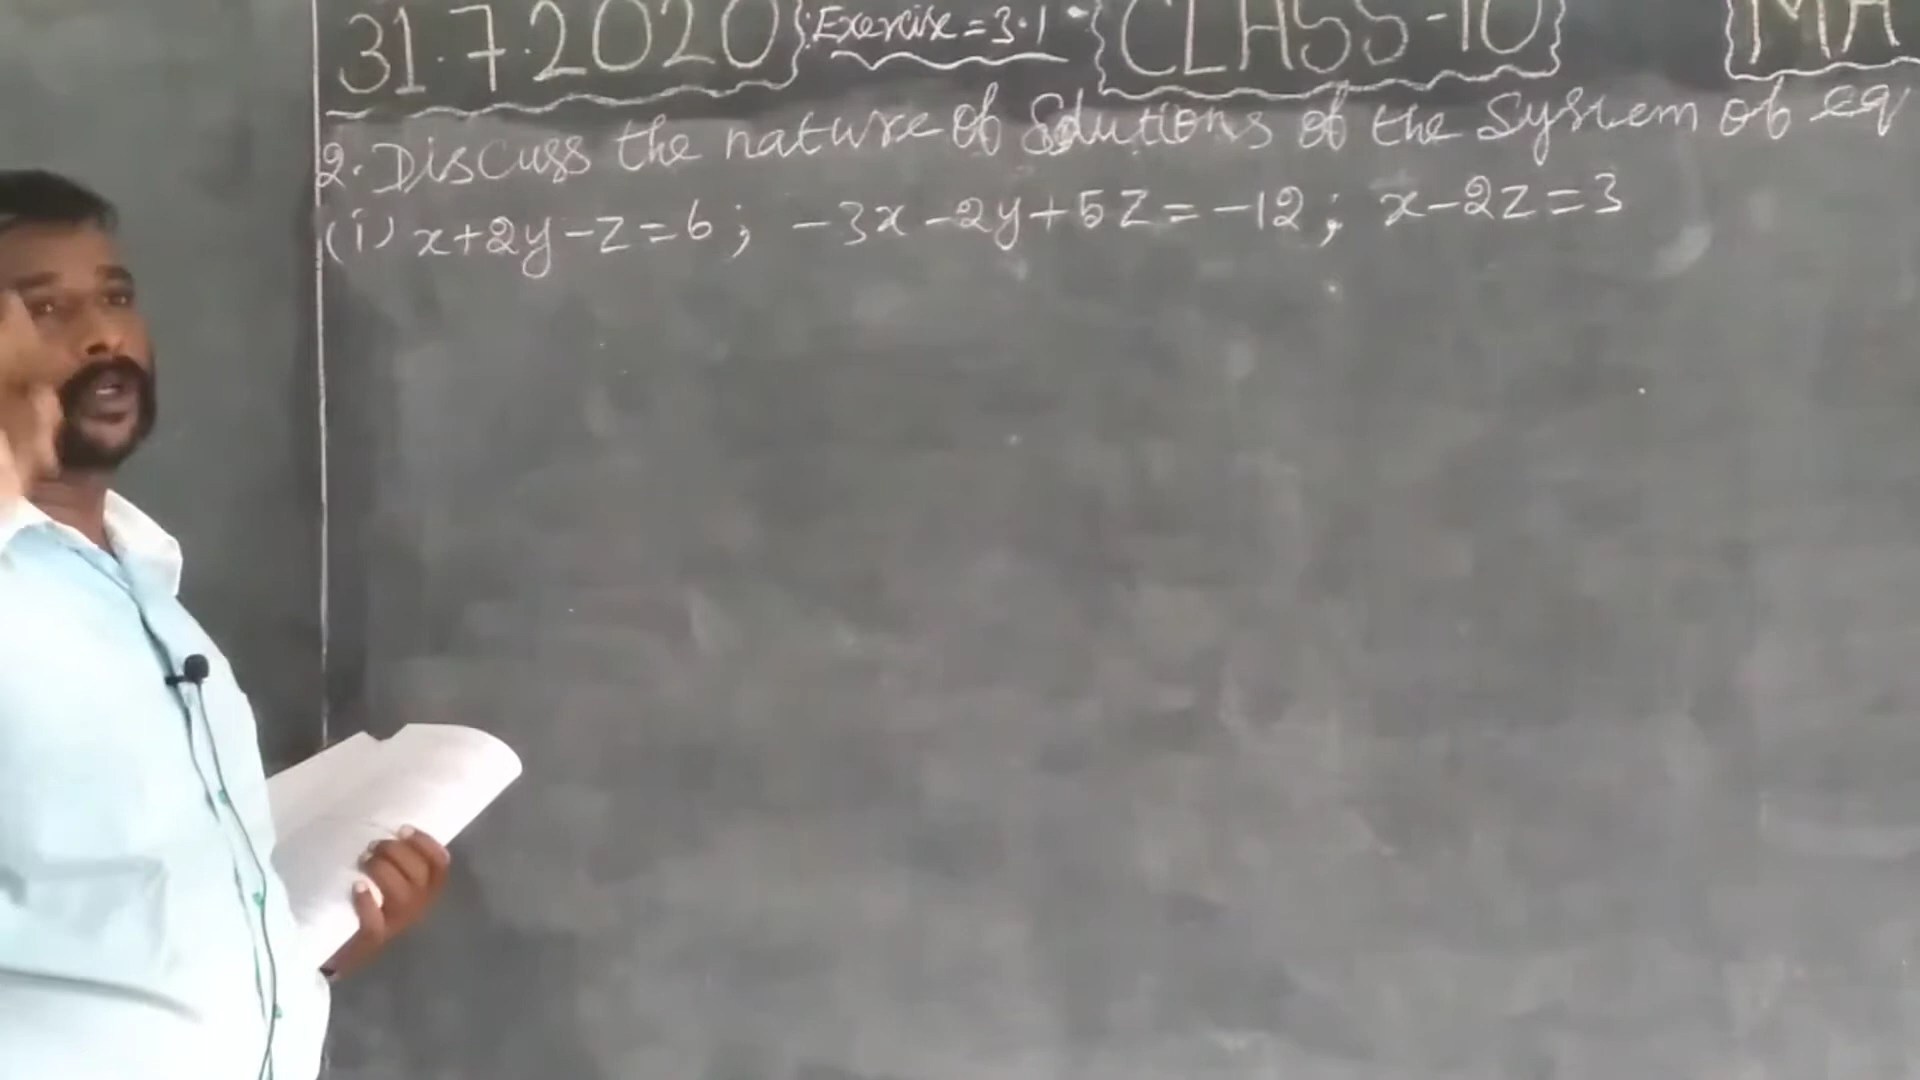 31.7.2020 Exercise = 3.1 CLASS-10 MA
2. Discuss the nature of Solutions of the System of eq
(i) x+2y-z=6; -3x-2y+5z=-12; x-2z=3